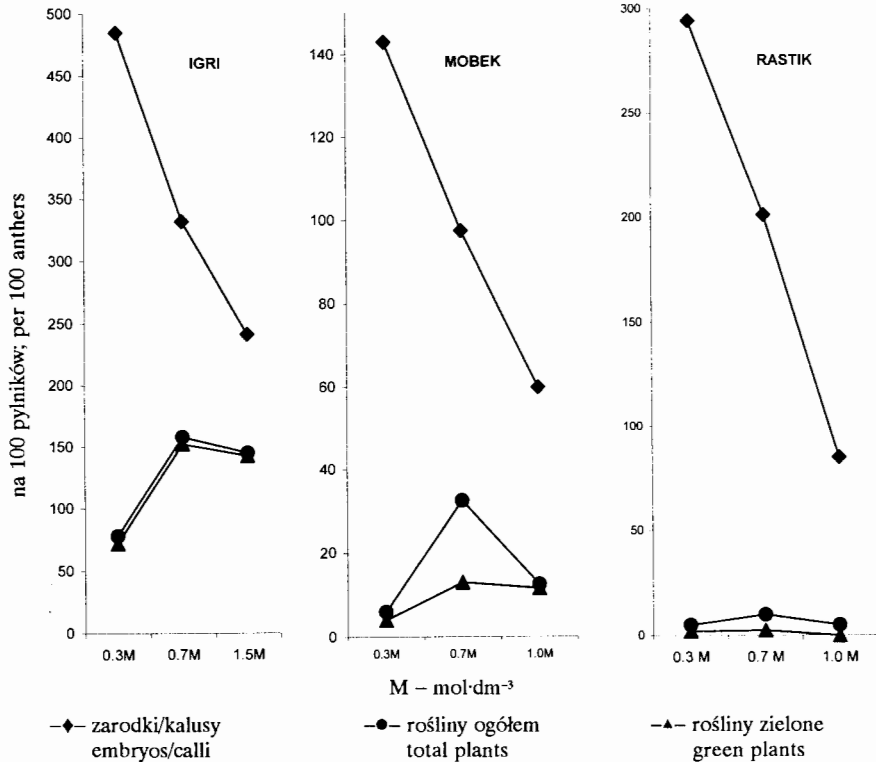 na 100 pylników; per 100 anthers
IGRI
500
450
400
350
300
250
200
150
100
50
0
0.3M 0.7M 1.5M
MOBEK
140
120
100
80
60
40
20
0
0.3M 0.7M 1.0M
RASTIK
300
250
200
150
100
50
0
0.3 M 0.7 M 1.0 M
M – mol·dm⁻³
zarodki/kalusy
embryos/calli
rośliny ogółem
total plants
rośliny zielone
green plants